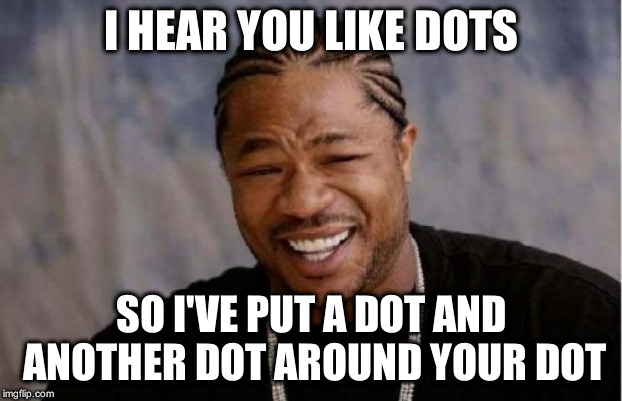 I HEAR YOU LIKE DOTS
SO I'VE PUT A DOT AND
ANOTHER DOT AROUND YOUR DOT
imgflip.com